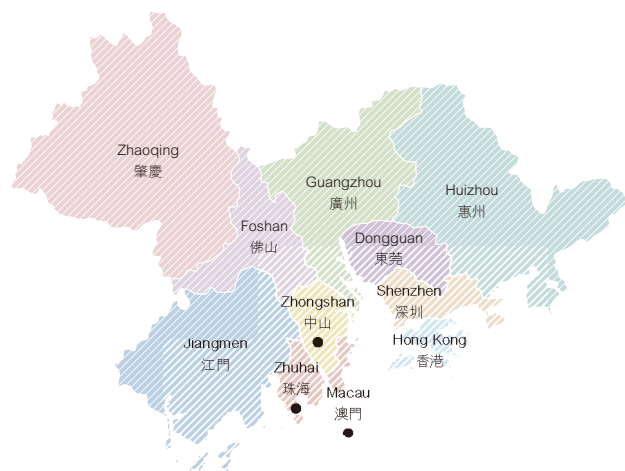 Zhaoqing
肇慶
Guangzhou
廣州
Huizhou
惠州
Foshan
佛山
Dongguan
東莞
Zhongshan
中山
Shenzhen
深圳
Jiangmen
江門
Hong Kong
香港
Zhuhai
珠海
Macau
澳門